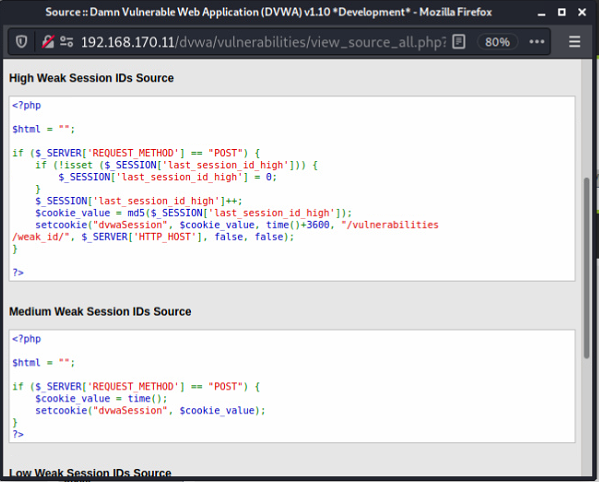 Source :: Damn Vulnerable Web Application (DVWA) v1.10 *Development* - Mozilla Firefox
192.168.170.11/dvwa/vulnerabilities/view_source_all.php?
80%
High Weak Session IDs Source
<?php
$html = "";
if ($_SERVER['REQUEST_METHOD'] == "POST") {
    if (!isset ($_SESSION['last_session_id_high'])) {
        $_SESSION['last_session_id_high'] = 0;
    }
    $_SESSION['last_session_id_high']++;
    $cookie_value = md5($_SESSION['last_session_id_high']);
    setcookie("dvwaSession", $cookie_value, time()+3600, "/vulnerabilities
/weak_id/", $_SERVER['HTTP_HOST'], false, false);
}
?>
Medium Weak Session IDs Source
<?php
$html = "";
if ($_SERVER['REQUEST_METHOD'] == "POST") {
    $cookie_value = time();
    setcookie("dvwaSession", $cookie_value);
}
?>
Low Weak Session IDs Source